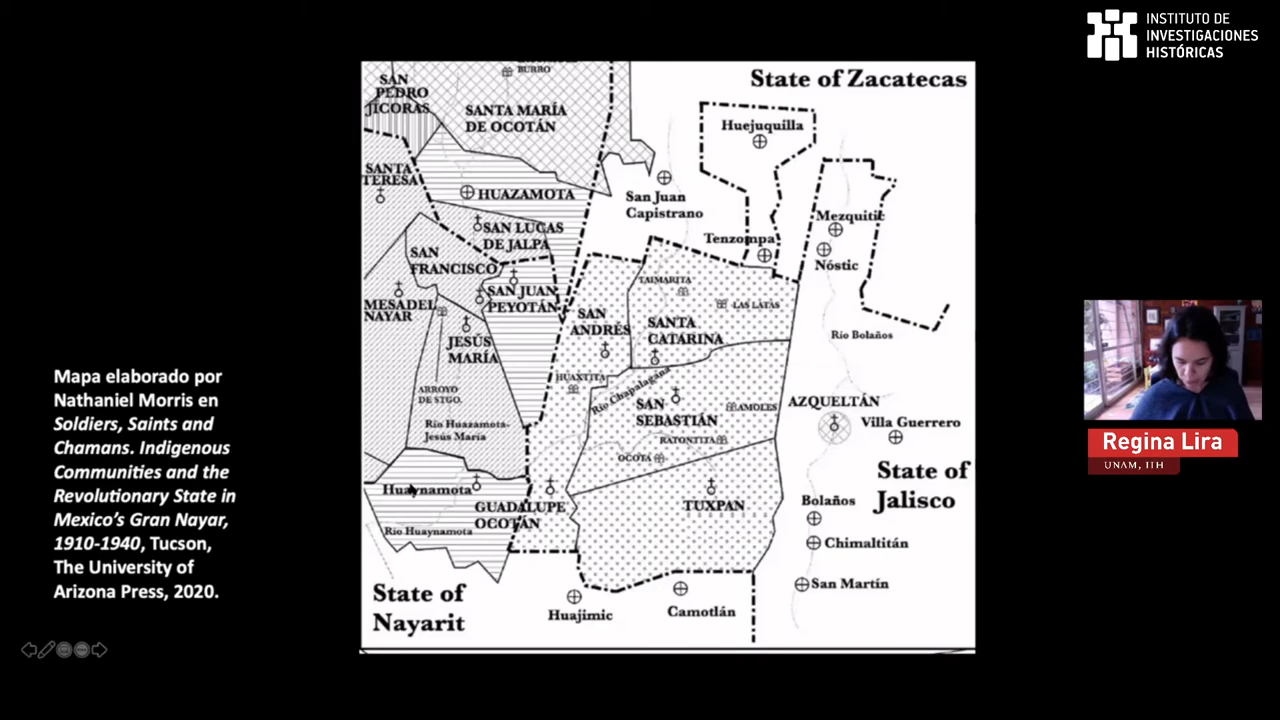 INSTITUTO DE
INVESTIGACIONES
HISTÓRICAS
Mapa elaborado por
Nathaniel Morris en
Soldiers, Saints and
Chamans. Indigenous
Communities and the
Revolutionary State in
Mexico's Gran Nayar,
1910-1940, Tucson,
The University of
Arizona Press, 2020.
BURRO
State of Zacatecas
SAN
PEDRO
JÍCORAS
SANTA MARÍA
DE OCOTÁN
Huejuquilla
SANTA
TERESA
HUAZAMOTA
San Juan
Capistrano
Mezquitic
SAN LUCAS
DE JALPA
Tenzompa
Nóstic
SAN
FRANCISCO
SAN JUAN
PEYOTÁN
TAIMARITA
LAS LATAS
MESADEL
NAYAR
SAN
ANDRÉS
SANTA
CATARINA
Río Bolaños
JESÚS
MARÍA
HUAXTITA
Río Chapalagana
ARROYO
DE STGO.
SAN
SEBASTIÁN
AMOLES
AZQUELTÁN
Villa Guerrero
Río Huazamota-
Jesús María
RATONTITA
OCOTA
State of
Jalisco
Huaynamota
GUADALUPE
OCOTÁN
TUXPAN
Bolaños
Río Huaynamota
Chimaltitán
San Martín
State of
Nayarit
Huajimic
Camotlán
Regina Lira
UNAM, IIH